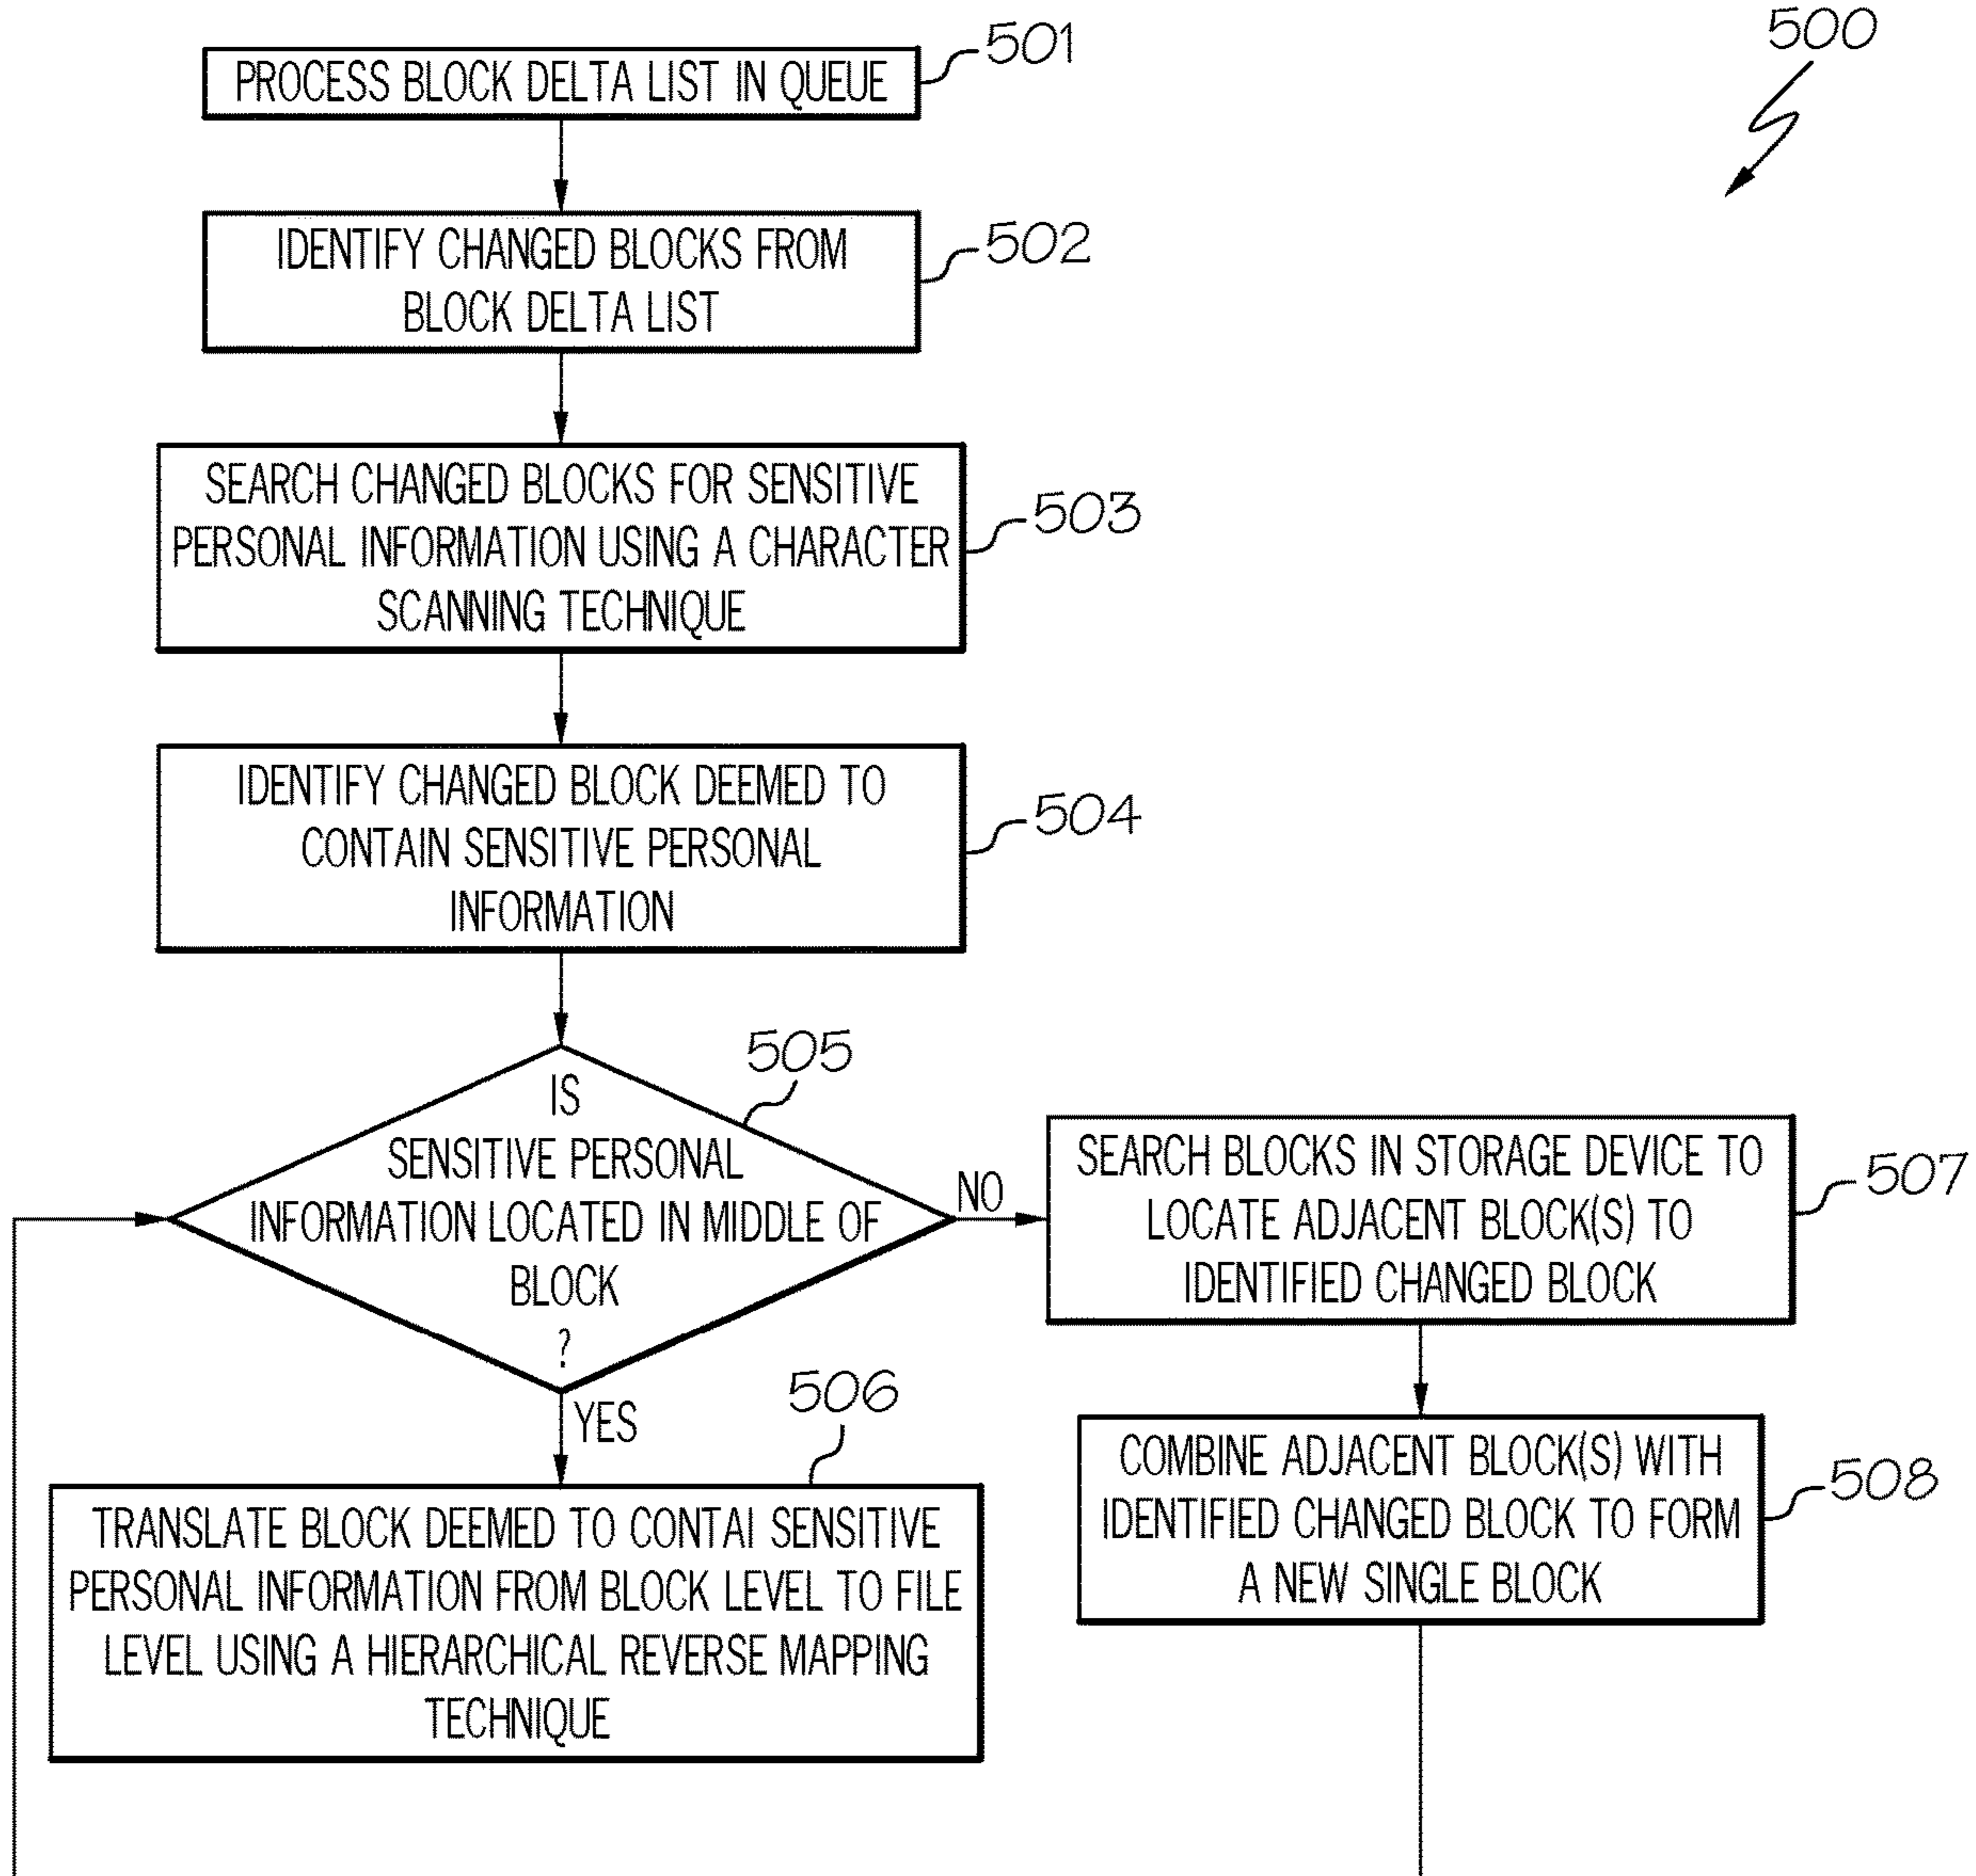 500
501
PROCESS BLOCK DELTA LIST IN QUEUE
502
IDENTIFY CHANGED BLOCKS FROM
BLOCK DELTA LIST
503
SEARCH CHANGED BLOCKS FOR SENSITIVE
PERSONAL INFORMATION USING A CHARACTER
SCANNING TECHNIQUE
504
IDENTIFY CHANGED BLOCK DEEMED TO
CONTAIN SENSITIVE PERSONAL
INFORMATION
505
IS
SENSITIVE PERSONAL
INFORMATION LOCATED IN MIDDLE OF
BLOCK
?
YES
506
TRANSLATE BLOCK DEEMED TO CONTAI SENSITIVE
PERSONAL INFORMATION FROM BLOCK LEVEL TO FILE
LEVEL USING A HIERARCHICAL REVERSE MAPPING
TECHNIQUE
NO
507
SEARCH BLOCKS IN STORAGE DEVICE TO
LOCATE ADJACENT BLOCK(S) TO
IDENTIFIED CHANGED BLOCK
508
COMBINE ADJACENT BLOCK(S) WITH
IDENTIFIED CHANGED BLOCK TO FORM
A NEW SINGLE BLOCK